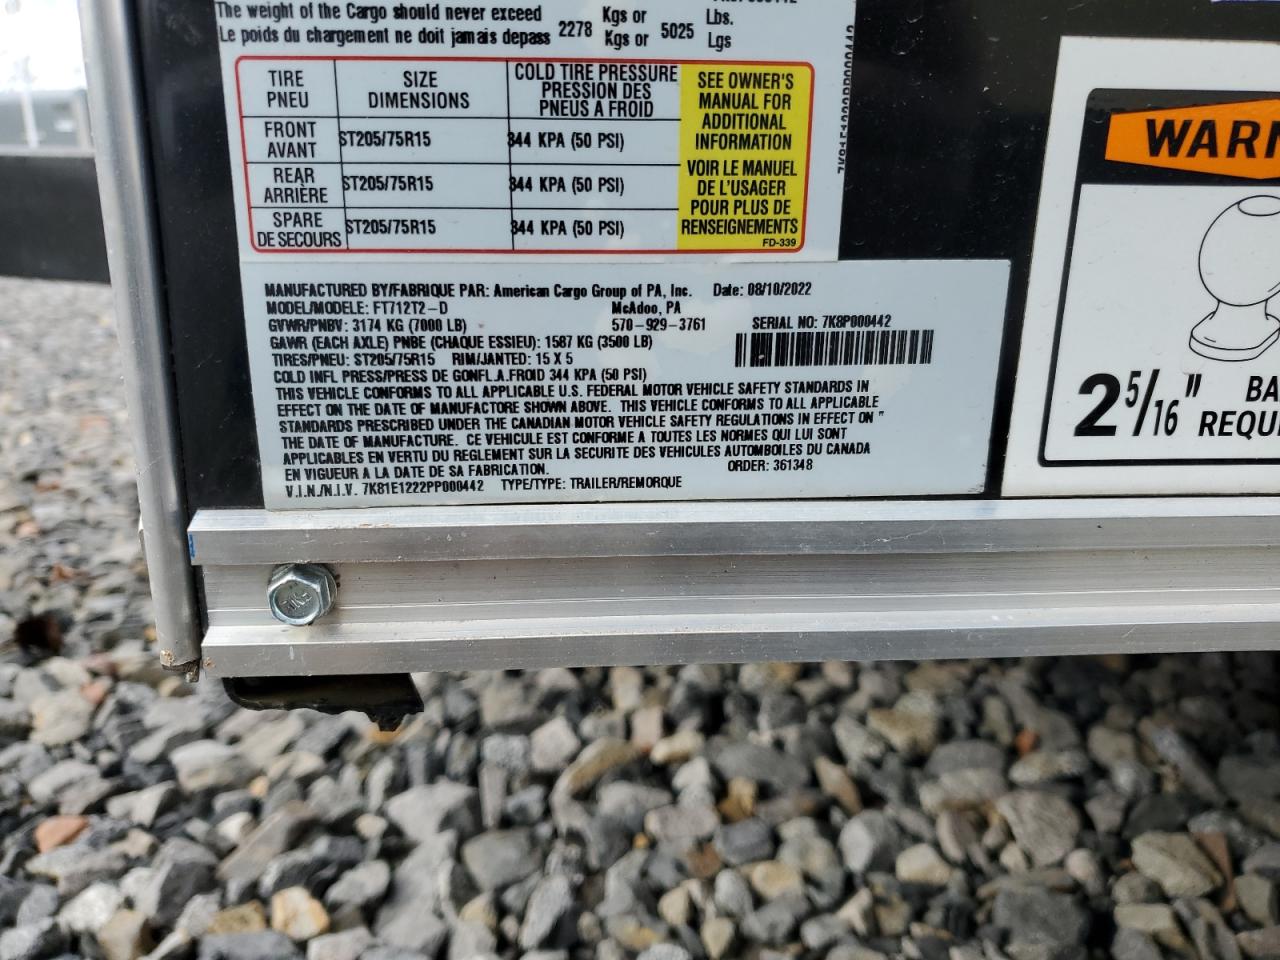 The weight of the Cargo should never exceed 2278 Kgs or 5025 Lbs.
Le poids du chargement ne doit jamais depass Kgs or Lgs
TIRE PNEU SIZE DIMENSIONS COLD TIRE PRESSURE PRESSION DES PNEUS A FROID
FRONT AVANT ST205/75R15 344 KPA (50 PSI)
REAR ARRIÈRE ST205/75R15 344 KPA (50 PSI)
SPARE DE SECOURS ST205/75R15 344 KPA (50 PSI)
SEE OWNER'S
MANUAL FOR
ADDITIONAL
INFORMATION
VOIR LE MANUEL
DE L'USAGER
POUR PLUS DE
RENSEIGNEMENTS
FD-339
MANUFACTURED BY/FABRIQUE PAR: American Cargo Group of PA, Inc. Date: 08/10/2022
MODEL/MODELE: FT712T2-D McAdoo, PA
GVWR/PNBV: 3174 KG (7000 LB) 570-929-3761 SERIAL NO: 7K8P000442
GAWR (EACH AXLE) PNBE (CHAQUE ESSIEU): 1587 KG (3500 LB)
TIRES/PNEU: ST205/75R15 RIM/JANTED: 15 X 5
COLD INFL PRESS/PRESS DE GONFL.A.FROID 344 KPA (50 PSI)
THIS VEHICLE CONFORMS TO ALL APPLICABLE U.S. FEDERAL MOTOR VEHICLE SAFETY STANDARDS IN
EFFECT ON THE DATE OF MANUFACTORE SHOWN ABOVE. THIS VEHICLE CONFORMS TO ALL APPLICABLE
STANDARDS PRESCRIBED UNDER THE CANADIAN MOTOR VEHICLE SAFETY REGULATIONS IN EFFECT ON "
THE DATE OF MANUFACTURE. CE VEHICULE EST CONFORME A TOUTES LES NORMES QUI LUI SONT
APPLICABLES EN VERTU DU REGLEMENT SUR LA SECURITE DES VEHICULES AUTOMBOILES DU CANADA
EN VIGUEUR A LA DATE DE SA FABRICATION. ORDER: 361348
V.I.N./N.I.V. 7K81E1222PP000442 TYPE/TYPE: TRAILER/REMORQUE
WARN
2 5/16" BA
REQUI